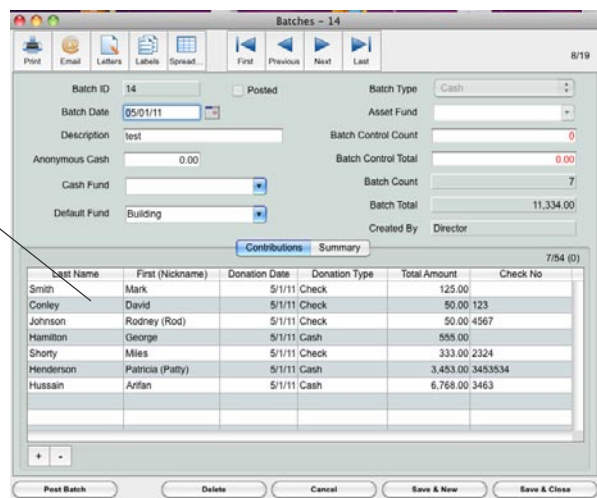 Batches - 14
Print Email Letters Labels Spread... First Previous Next Last 8/19
Batch ID 14 Posted Batch Type Cash
Batch Date 05/01/11 Asset Fund
Description test Batch Control Count 0
Anonymous Cash 0.00 Batch Control Total 0.00
Cash Fund Batch Count 7
Default Fund Building Batch Total 11,334.00
Created By Director
Contributions Summary 7/54 (0)
Last Name First (Nickname) Donation Date Donation Type Total Amount Check No
Smith Mark 5/1/11 Check 125.00
Conley David 5/1/11 Check 50.00 123
Johnson Rodney (Rod) 5/1/11 Check 50.00 4567
Hamilton George 5/1/11 Cash 555.00
Shorty Miles 5/1/11 Check 333.00 2324
Henderson Patricia (Patty) 5/1/11 Cash 3,453.00 3453534
Hussain Arifan 5/1/11 Cash 6,768.00 3463
+ -
Post Batch Delete Cancel Save & New Save & Close